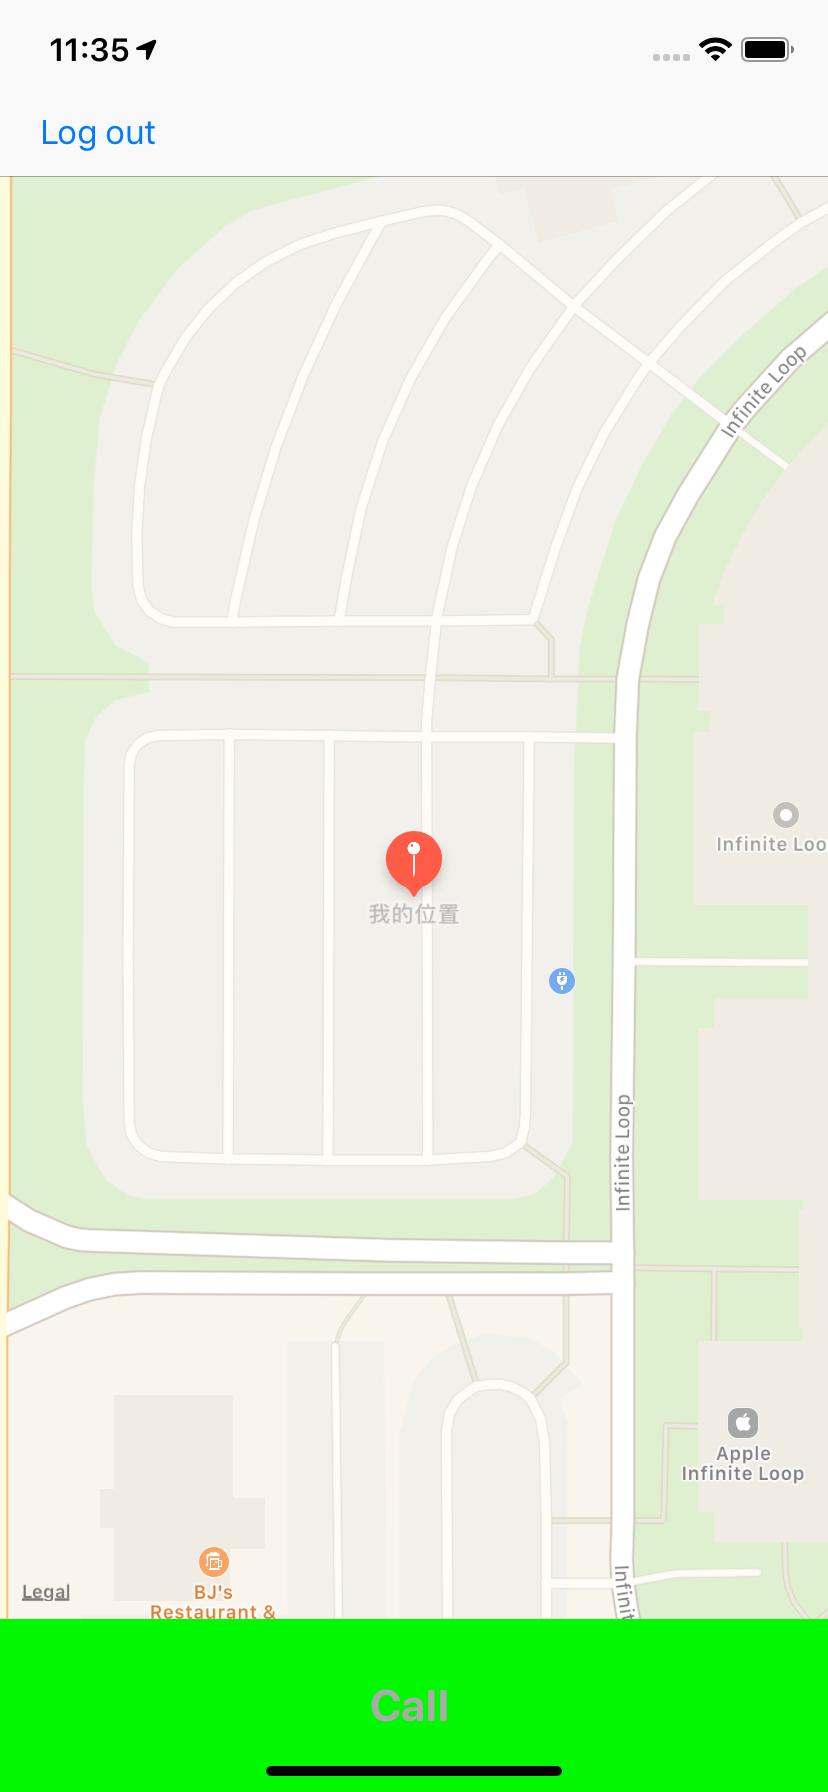 11:35
Log out
Infinite Loop
Infinite Loo
我的位置
Infinite Loop
Apple
Infinite Loop
Infinit
Legal
BJ's
Restaurant &
Call